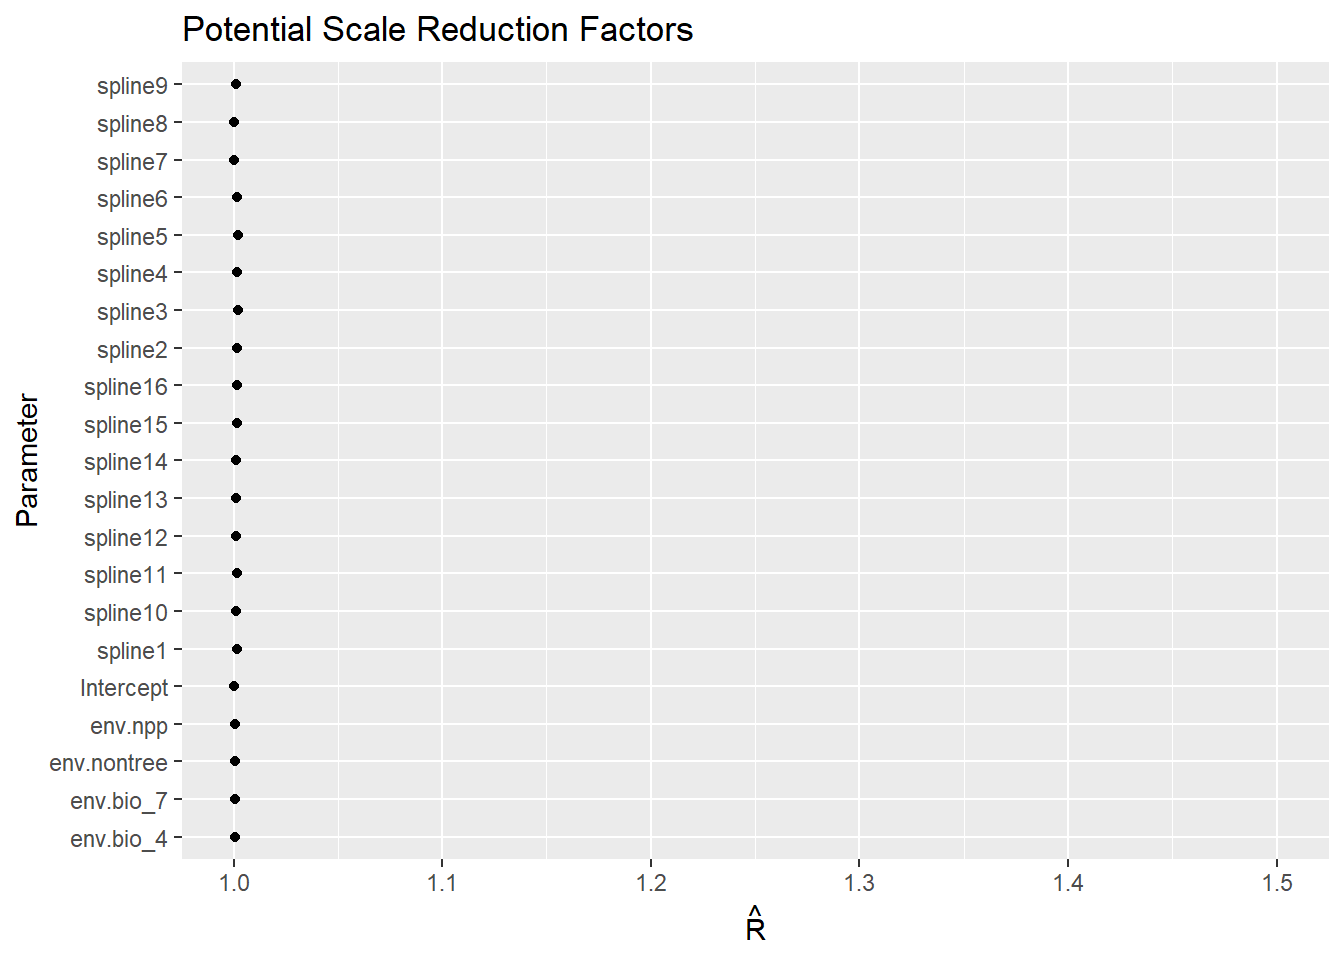 Potential Scale Reduction Factors
spline9
spline8
spline7
spline6
spline5
spline4
spline3
spline2
spline16
spline15
spline14
spline13
spline12
spline11
spline10
spline1
Intercept
env.npp
env.nontree
env.bio_7
env.bio_4
Parameter
1.0 1.1 1.2 1.3 1.4 1.5
R̂